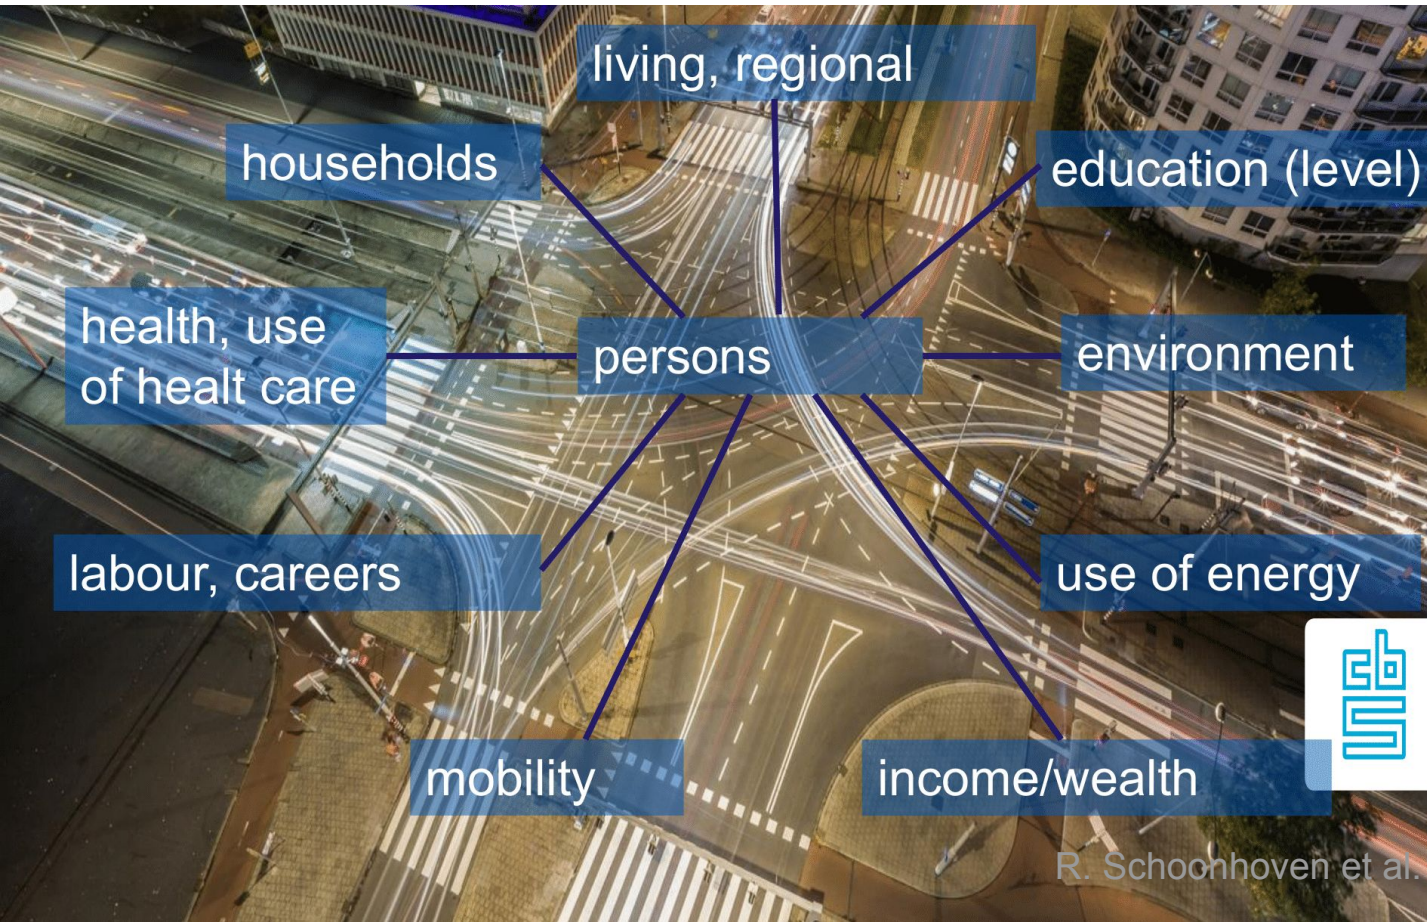 living, regional
households
education (level)
health, use
of healt care
persons
environment
labour, careers
use of energy
cbs
mobility
income/wealth
R. Schoonhoven et al.